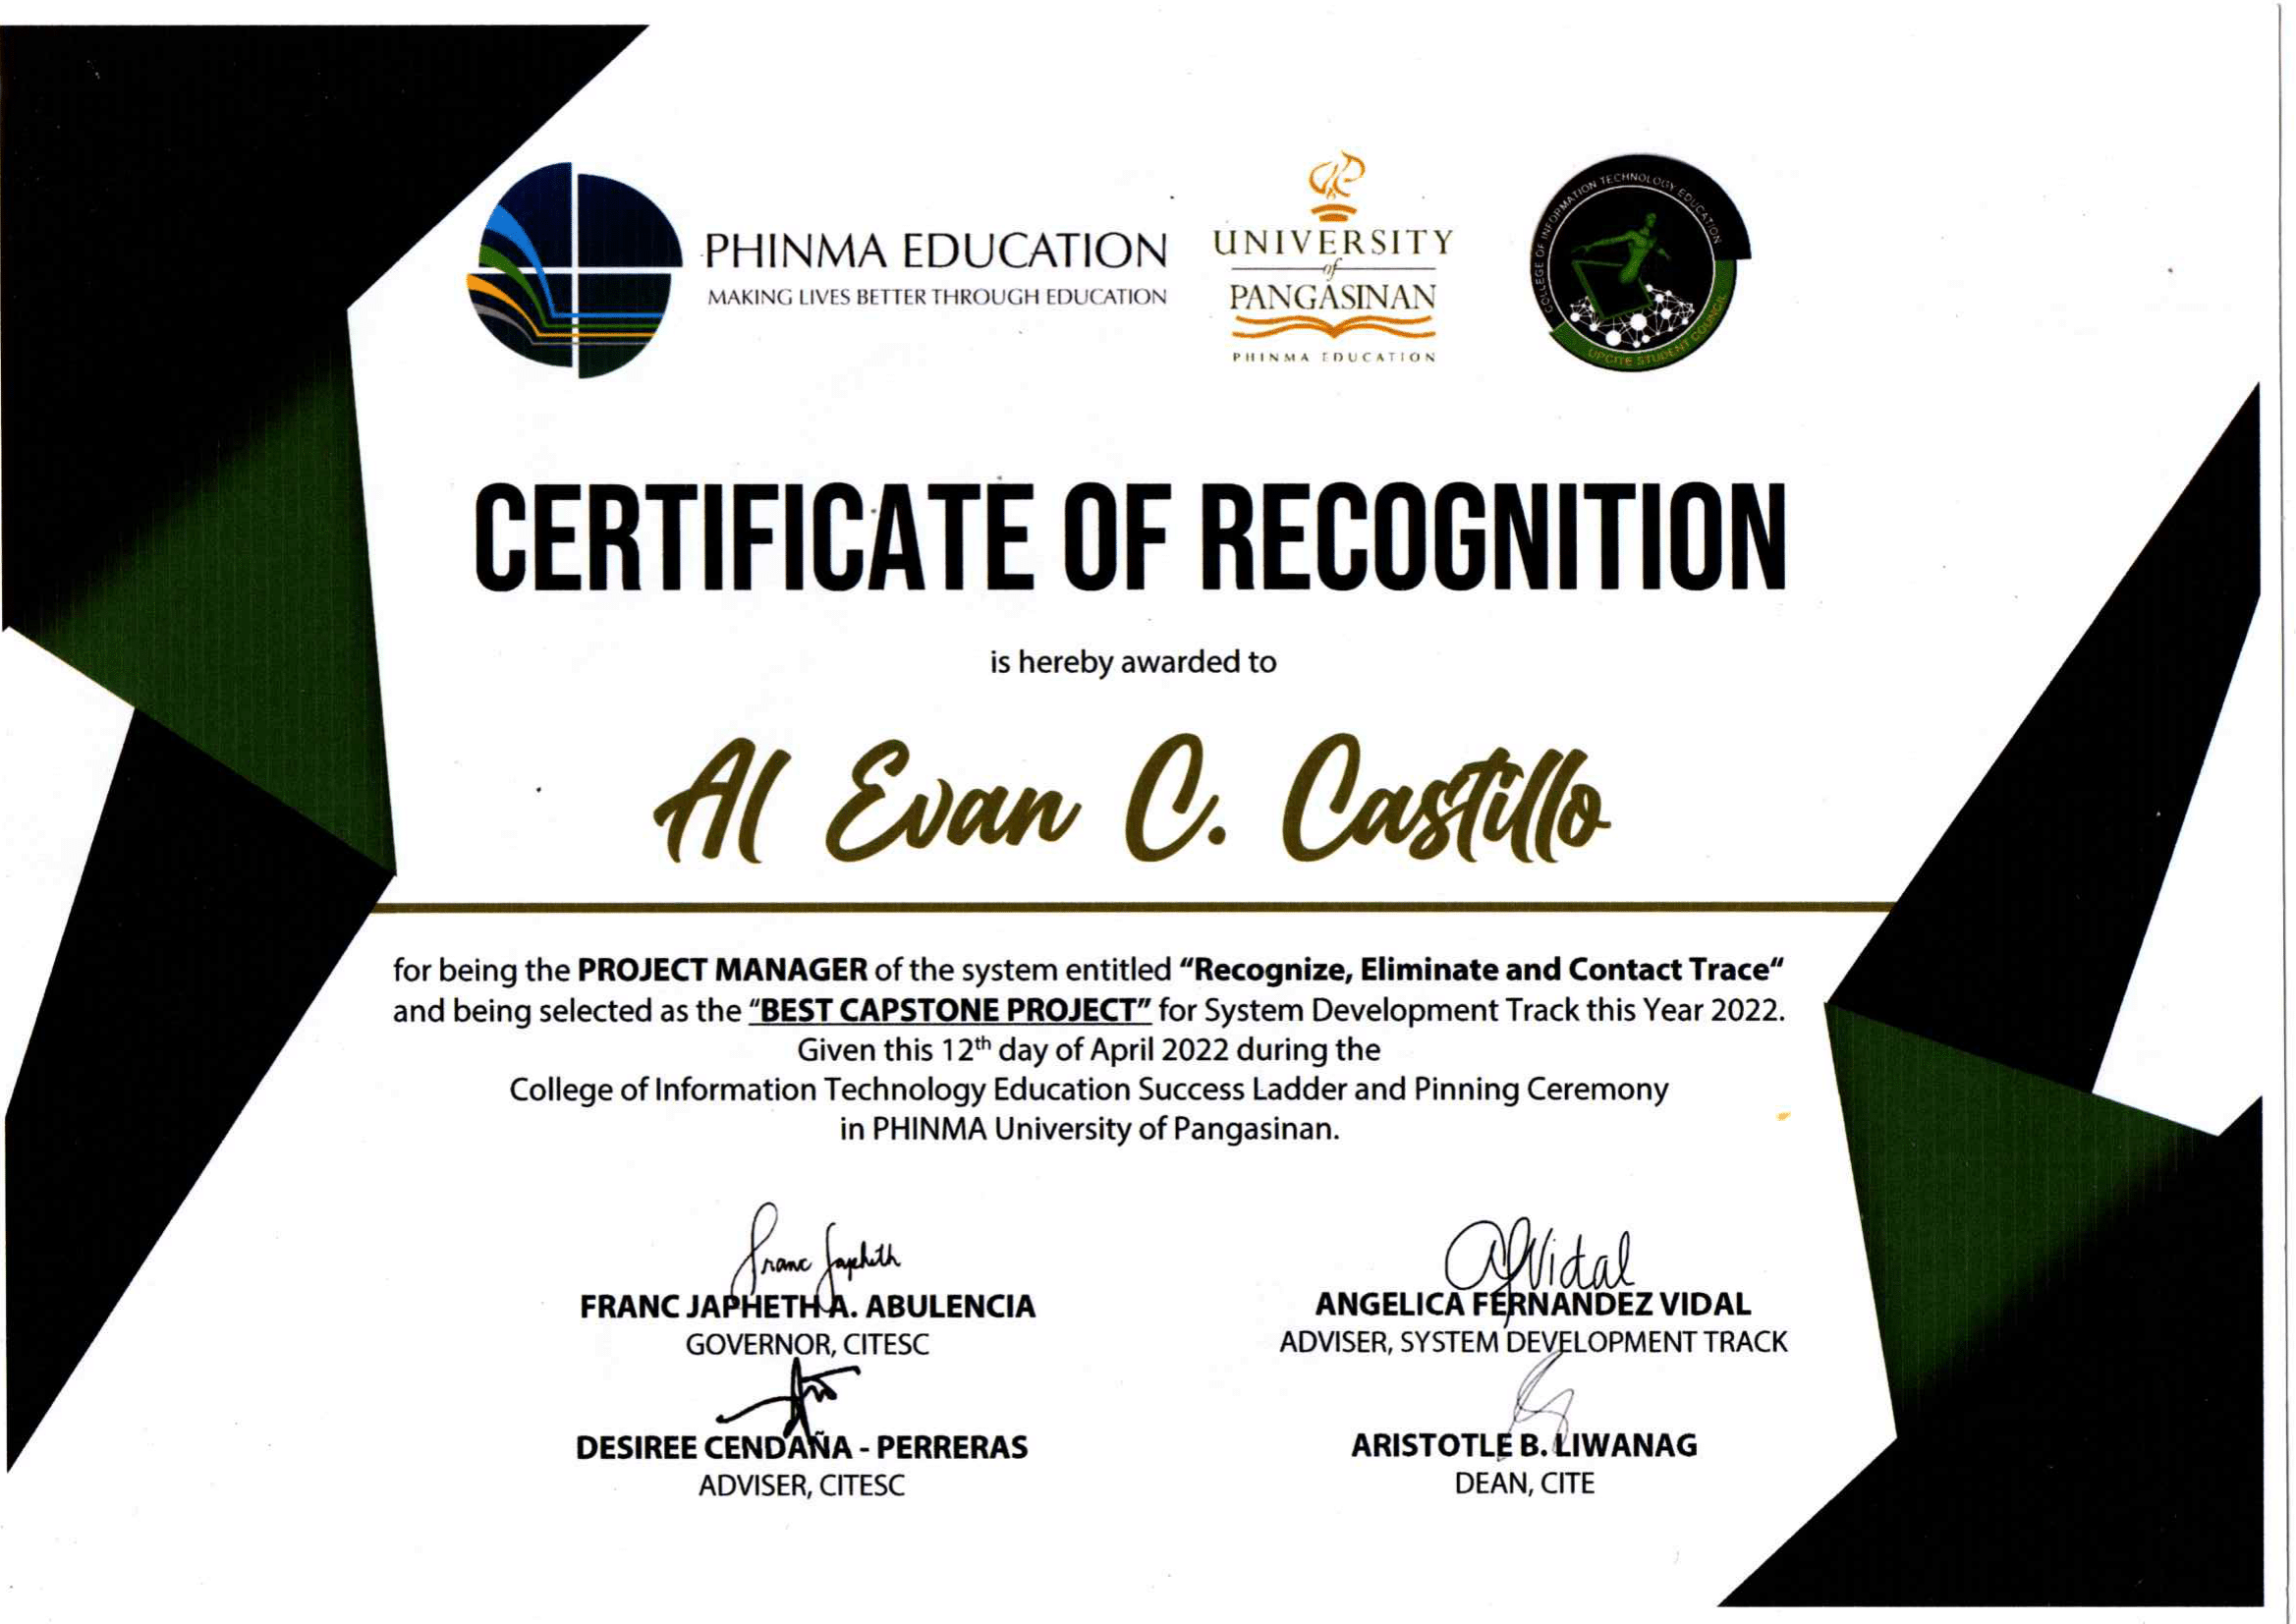 PHINMA EDUCATION
MAKING LIVES BETTER THROUGH EDUCATION
UNIVERSITY
of
PANGASINAN
PHINMA EDUCATION
COLLEGE OF INFORMATION TECHNOLOGY EDUCATION
UPCITE STUDENT COUNCIL
CERTIFICATE OF RECOGNITION
is hereby awarded to
Al Evan C. Castillo
for being the PROJECT MANAGER of the system entitled “Recognize, Eliminate and Contact Trace“
and being selected as the “BEST CAPSTONE PROJECT” for System Development Track this Year 2022.
Given this 12th day of April 2022 during the
College of Information Technology Education Success Ladder and Pinning Ceremony
in PHINMA University of Pangasinan.
Franc Japheth
FRANC JAPHETH A. ABULENCIA
GOVERNOR, CITESC
AFVidal
ANGELICA FERNANDEZ VIDAL
ADVISER, SYSTEM DEVELOPMENT TRACK
DESIREE CENDAÑA - PERRERAS
ADVISER, CITESC
ARISTOTLE B. LIWANAG
DEAN, CITE